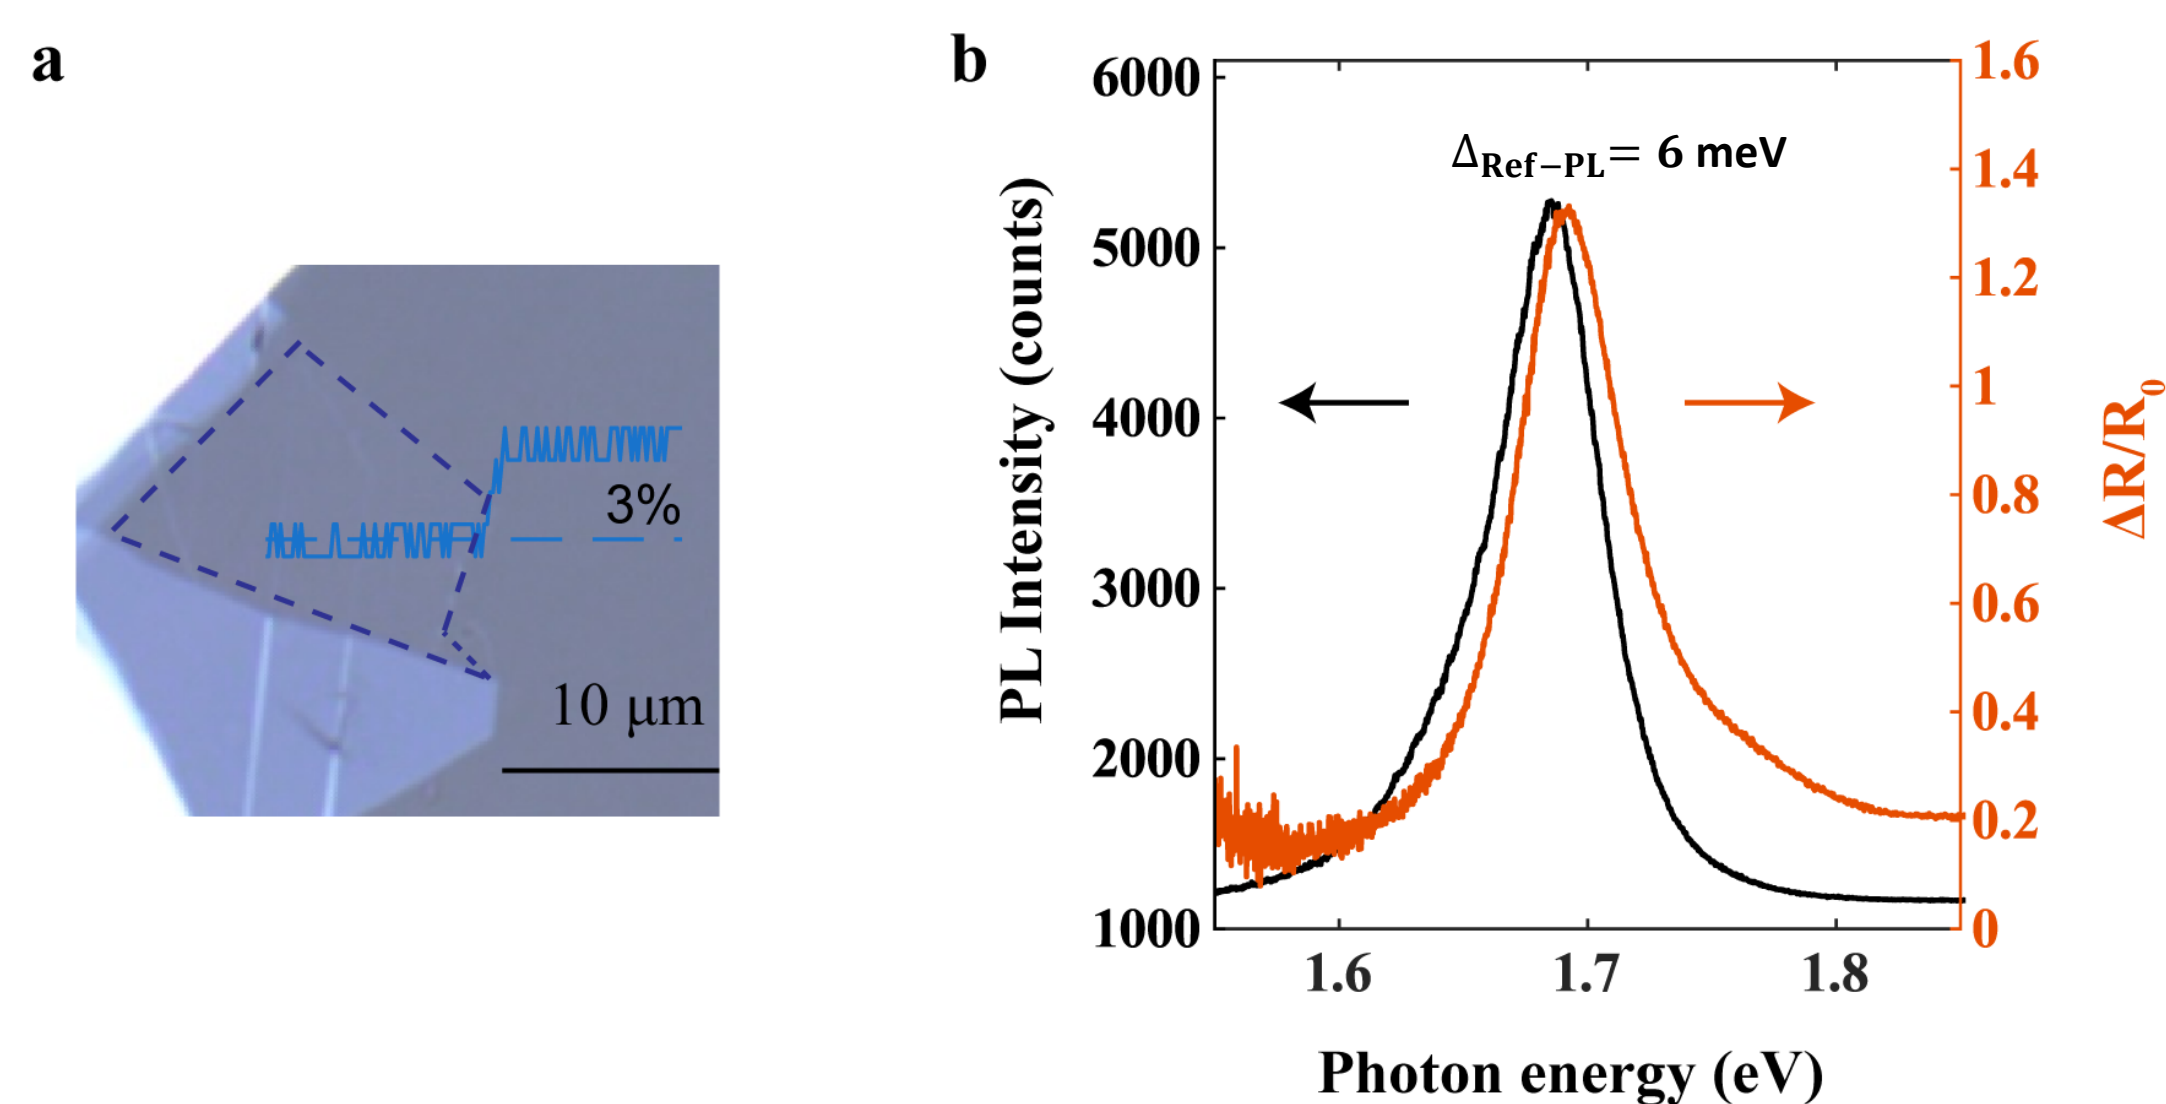 a
3%
10 μm
b
Δ_Ref−PL = 6 meV
PL Intensity (counts)
6000
5000
4000
3000
2000
1000
1.6
1.4
1.2
1
0.8
0.6
0.4
0.2
0
ΔR/R₀
1.6 1.7 1.8
Photon energy (eV)